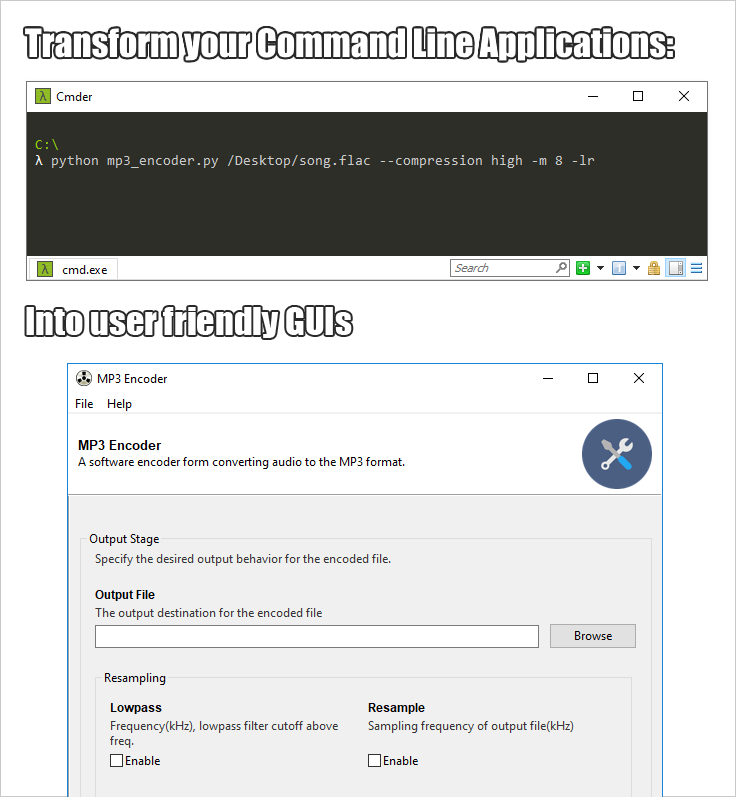 Transform your Command Line Applications:
Cmder
C:\
λ python mp3_encoder.py /Desktop/song.flac --compression high -m 8 -lr
cmd.exe
Search
Into user friendly GUIs
MP3 Encoder
File Help
MP3 Encoder
A software encoder form converting audio to the MP3 format.
Output Stage
Specify the desired output behavior for the encoded file.
Output File
The output destination for the encoded file
Browse
Resampling
Lowpass
Frequency(kHz), lowpass filter cutoff above
freq.
Enable
Resample
Sampling frequency of output file(kHz)
Enable